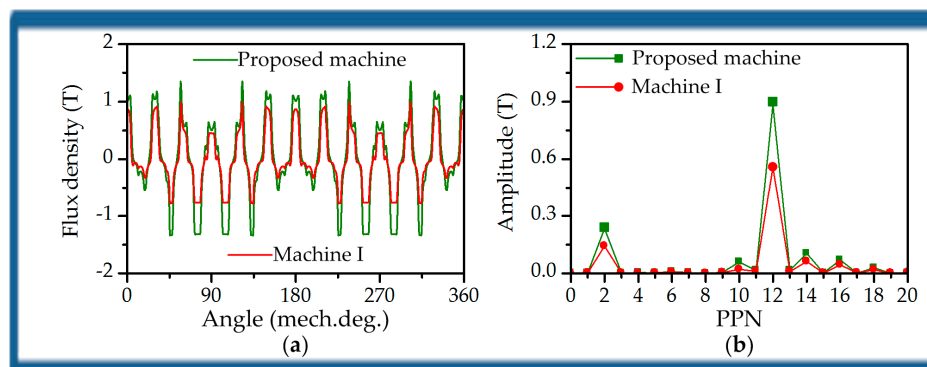 2
1
0
-1
-2
Flux density (T)
Proposed machine
Machine I
0
90
180
270
360
Angle (mech.deg.)
(a)
1.2
0.9
0.6
0.3
0.0
Amplitude (T)
Proposed machine
Machine I
0
2
4
6
8
10
12
14
16
18
20
PPN
(b)